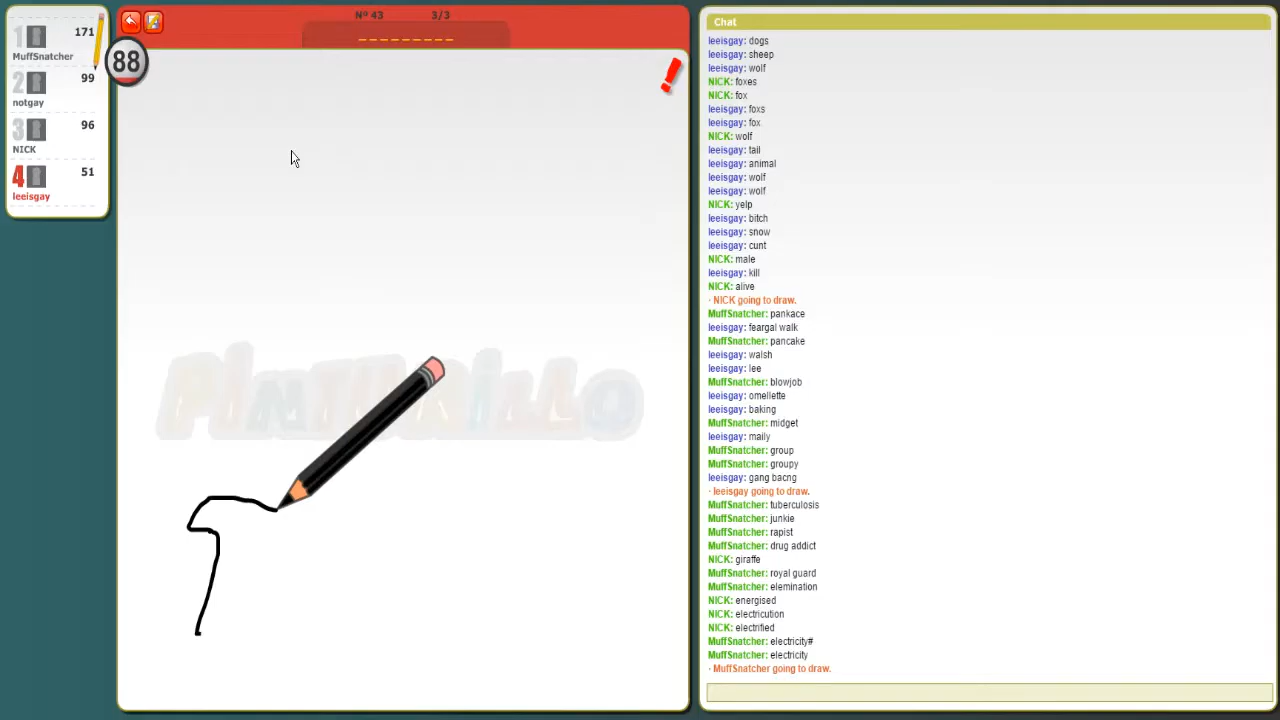 1
171
MuffSnatcher
2
99
notgay
3
96
NICK
4
51
leeisgay
88
Nº 43
3/3
_ _ _ _ _ _ _ _ _
Chat
leeisgay: dogs
leeisgay: sheep
leeisgay: wolf
NICK: foxes
NICK: fox
leeisgay: foxs
leeisgay: fox
NICK: wolf
leeisgay: tail
leeisgay: animal
leeisgay: wolf
leeisgay: wolf
NICK: yelp
leeisgay: bitch
leeisgay: snow
leeisgay: cunt
NICK: male
leeisgay: kill
NICK: alive
· NICK going to draw.
MuffSnatcher: pankace
leeisgay: feargal walk
MuffSnatcher: pancake
leeisgay: walsh
leeisgay: lee
MuffSnatcher: blowjob
leeisgay: omellette
leeisgay: baking
MuffSnatcher: midget
leeisgay: maily
MuffSnatcher: group
MuffSnatcher: groupy
leeisgay: gang bacng
· leeisgay going to draw.
MuffSnatcher: tuberculosis
MuffSnatcher: junkie
MuffSnatcher: rapist
MuffSnatcher: drug addict
NICK: giraffe
MuffSnatcher: royal guard
MuffSnatcher: elemination
NICK: energised
NICK: electricution
NICK: electrified
MuffSnatcher: electricity#
MuffSnatcher: electricity
· MuffSnatcher going to draw.